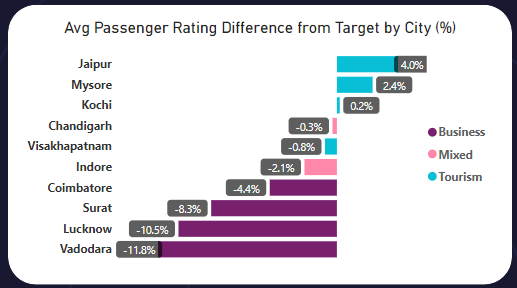 Avg Passenger Rating Difference from Target by City (%)
Jaipur 4.0%
Mysore 2.4%
Kochi 0.2%
Chandigarh -0.3%
Visakhapatnam -0.8%
Indore -2.1%
Coimbatore -4.4%
Surat -8.3%
Lucknow -10.5%
Vadodara -11.8%
Business
Mixed
Tourism